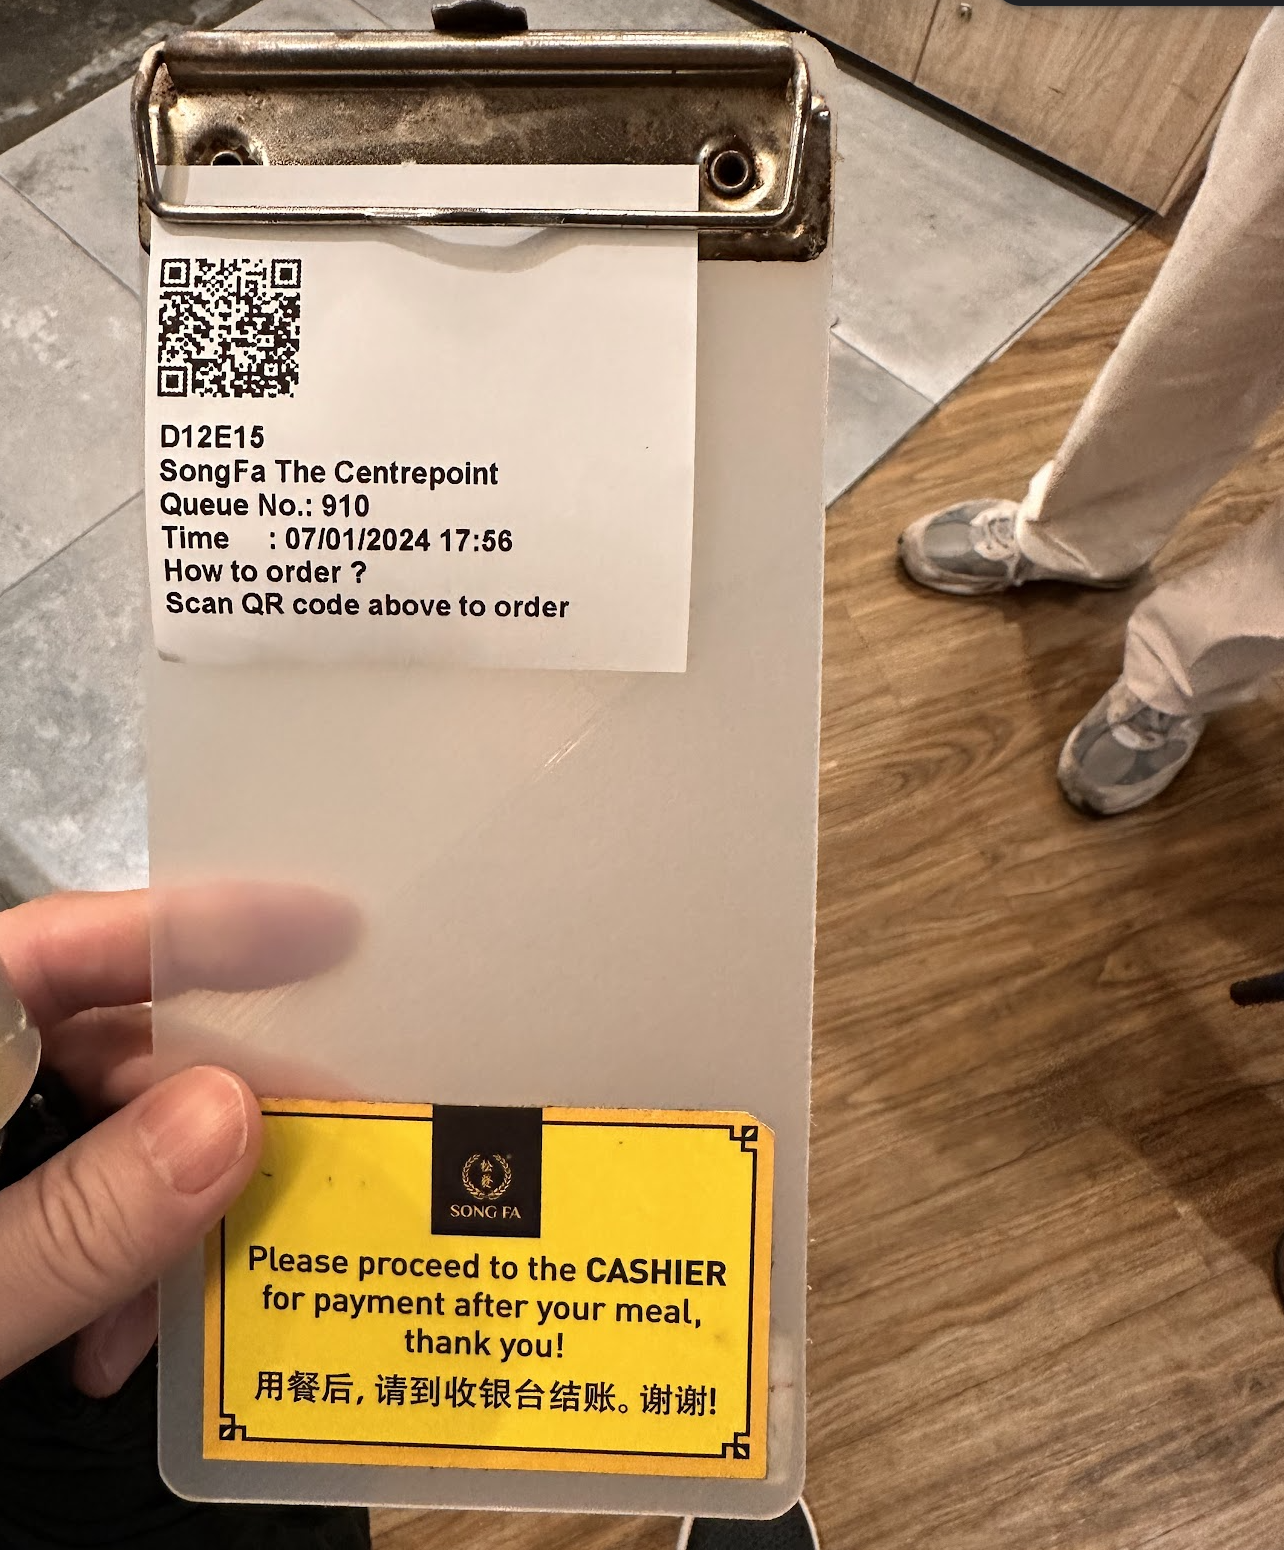 D12E15
SongFa The Centrepoint
Queue No.: 910
Time : 07/01/2024 17:56
How to order ?
Scan QR code above to order
松發
SONG FA
Please proceed to the CASHIER
for payment after your meal,
thank you!
用餐后, 请到收银台结账。谢谢!